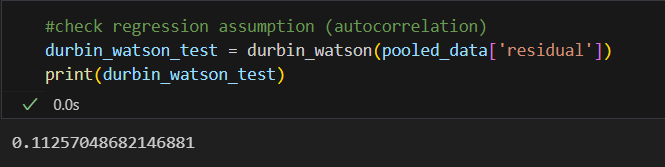 #check regression assumption (autocorrelation)
durbin_watson_test = durbin_watson(pooled_data['residual'])
print(durbin_watson_test)
✓ 0.0s
0.11257048682146881